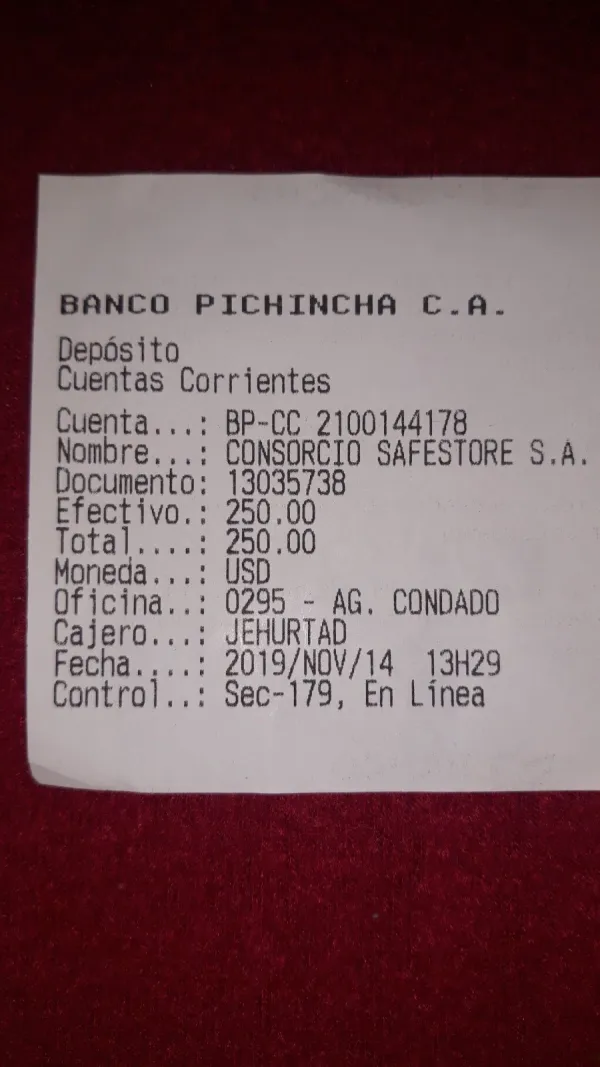 BANCO PICHINCHA C.A.
Depósito
Cuentas Corrientes
Cuenta...: BP-CC 2100144178
Nombre...: CONSORCIO SAFESTORE S.A.
Documento: 13035738
Efectivo.: 250.00
Total....: 250.00
Moneda...: USD
Oficina..: 0295 - AG. CONDADO
Cajero...: JEHURTAD
Fecha....: 2019/NOV/14 13H29
Control..: Sec-179, En Línea